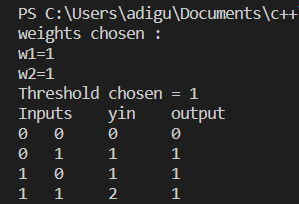 PS C:\Users\adigu\Documents\c++
weights chosen :
w1=1
w2=1
Threshold chosen = 1
Inputs yin output
0 0 0 0
0 1 1 1
1 0 1 1
1 1 2 1